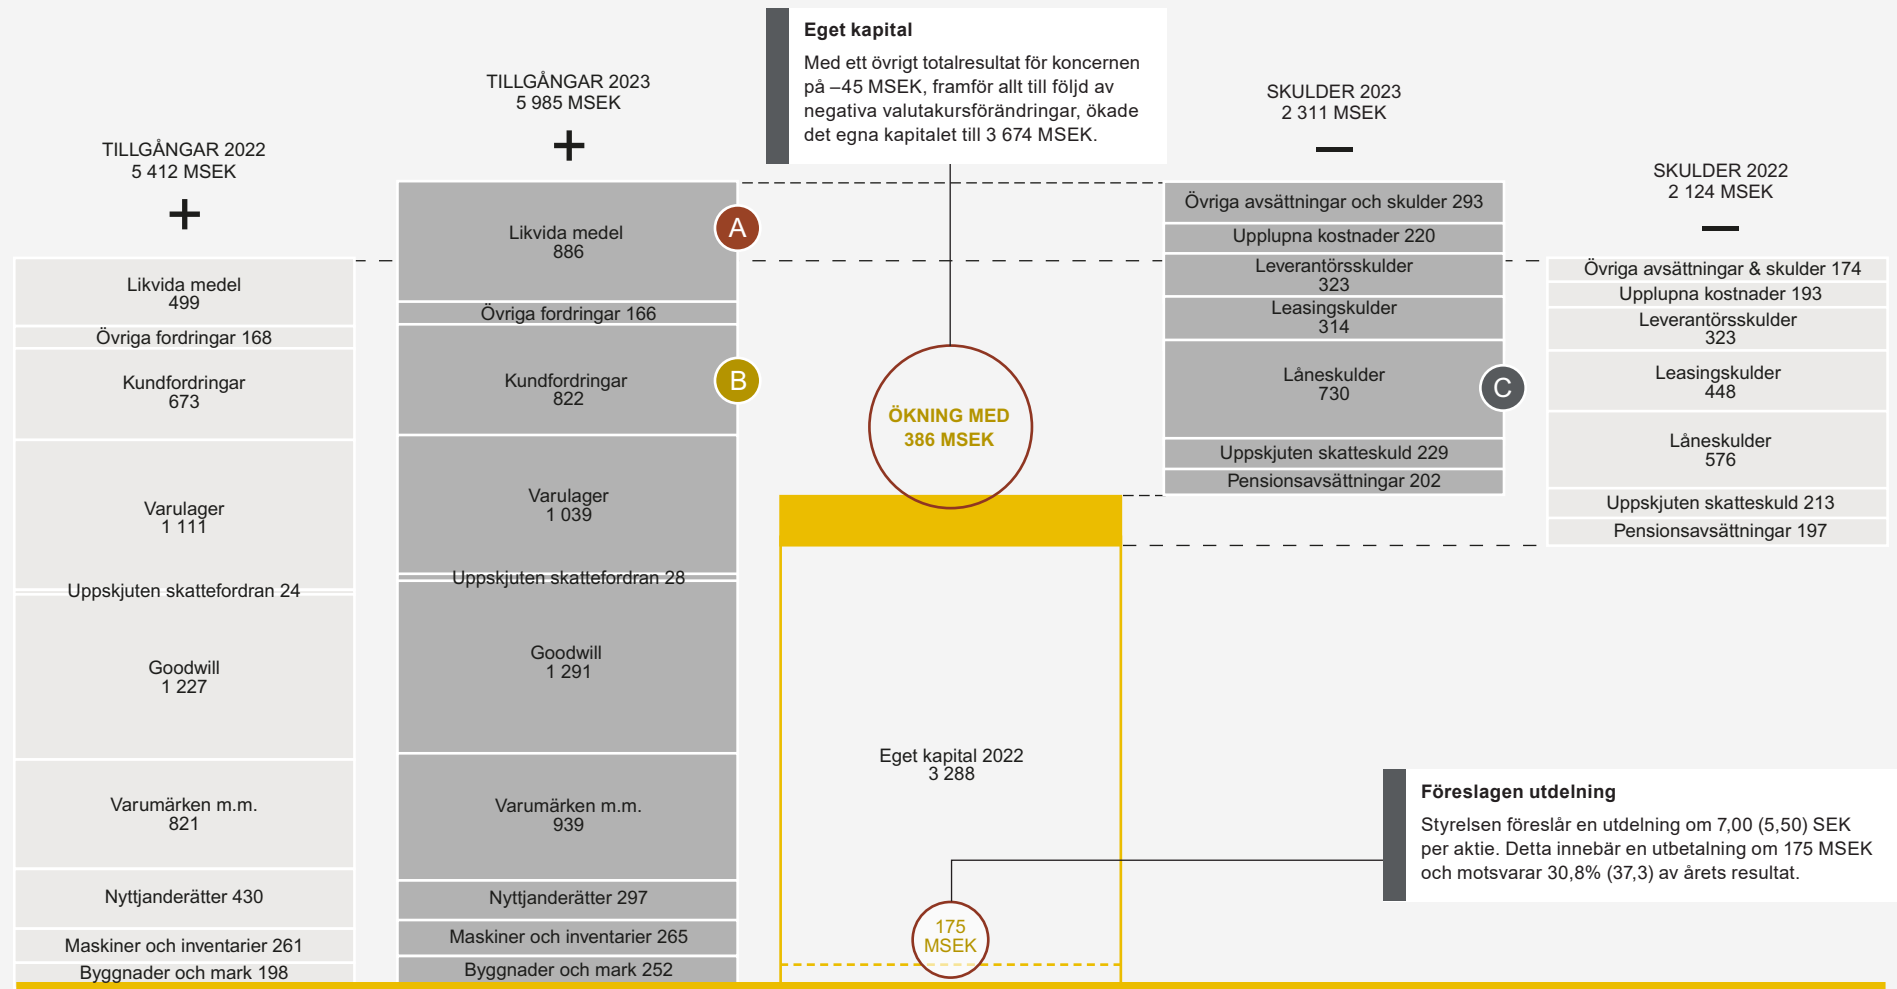 Eget kapital
Med ett övrigt totalresultat för koncernen
på –45 MSEK, framför allt till följd av
negativa valutakursförändringar, ökade
det egna kapitalet till 3 674 MSEK.
TILLGÅNGAR 2022
5 412 MSEK
+
Likvida medel
499
Övriga fordringar 168
Kundfordringar
673
Varulager
1 111
Uppskjuten skattefordran 24
Goodwill
1 227
Varumärken m.m.
821
Nyttjanderätter 430
Maskiner och inventarier 261
Byggnader och mark 198
TILLGÅNGAR 2023
5 985 MSEK
+
Likvida medel
886
A
Övriga fordringar 166
Kundfordringar
822
B
Varulager
1 039
Uppskjuten skattefordran 28
Goodwill
1 291
Varumärken m.m.
939
Nyttjanderätter 297
Maskiner och inventarier 265
Byggnader och mark 252
ÖKNING MED
386 MSEK
Eget kapital 2022
3 288
175
MSEK
SKULDER 2023
2 311 MSEK
—
Övriga avsättningar och skulder 293
Upplupna kostnader 220
Leverantörsskulder
323
Leasingskulder
314
Låneskulder
730
C
Uppskjuten skatteskuld 229
Pensionsavsättningar 202
SKULDER 2022
2 124 MSEK
—
Övriga avsättningar & skulder 174
Upplupna kostnader 193
Leverantörsskulder
323
Leasingskulder
448
Låneskulder
576
Uppskjuten skatteskuld 213
Pensionsavsättningar 197
Föreslagen utdelning
Styrelsen föreslår en utdelning om 7,00 (5,50) SEK
per aktie. Detta innebär en utbetalning om 175 MSEK
och motsvarar 30,8% (37,3) av årets resultat.